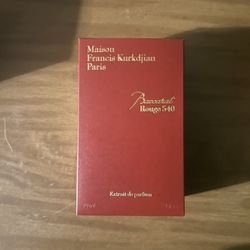 Maison
Francis Kurkdjian
Paris
Baccarat
Rouge 540
Extrait de parfum